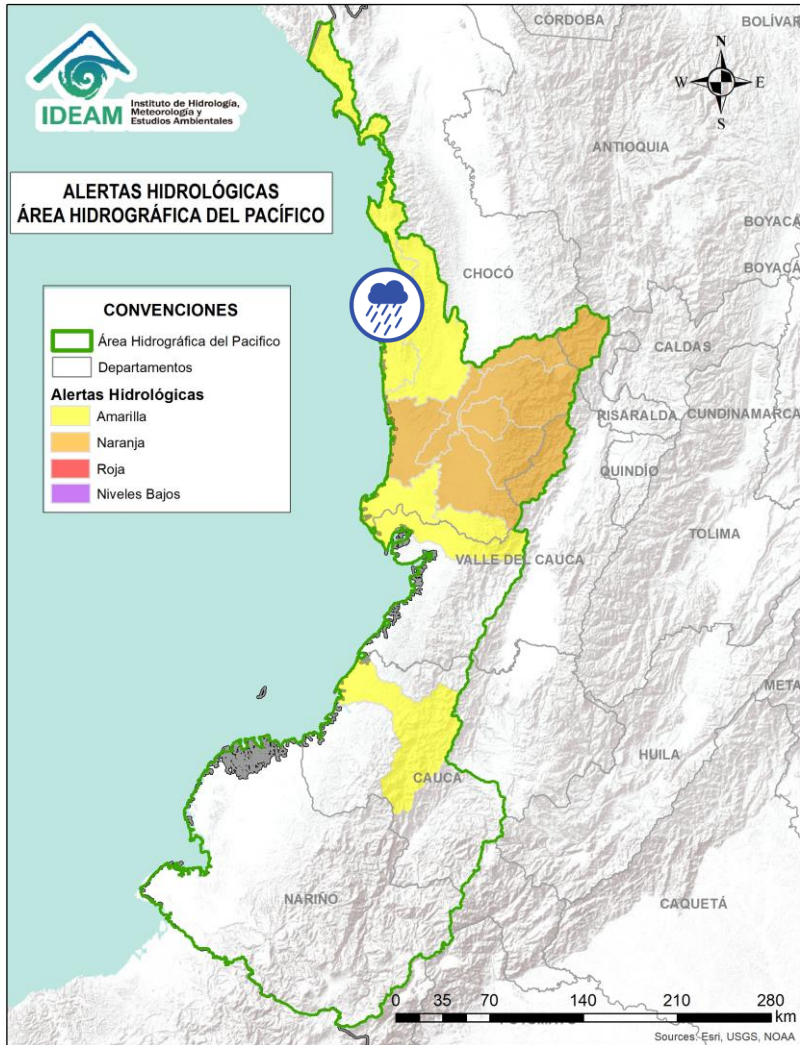 CÓRDOBA
BOLÍVAR
N
W
E
S
IDEAM
Instituto de Hidrología,
Meteorología y
Estudios Ambientales
ANTIOQUIA
ALERTAS HIDROLÓGICAS
ÁREA HIDROGRÁFICA DEL PACÍFICO
BOYACÁ
CHOCÓ
BOYACÁ
CONVENCIONES
Área Hidrográfica del Pacifico
Departamentos
Alertas Hidrológicas
Amarilla
Naranja
Roja
Niveles Bajos
CALDAS
RISARALDA
CUNDINAMARCA
QUINDÍO
TOLIMA
VALLE DEL CAUCA
META
HUILA
CAUCA
NARIÑO
CAQUETÁ
0 35 70 140 210 280
km
Sources: Esri, USGS, NOAA